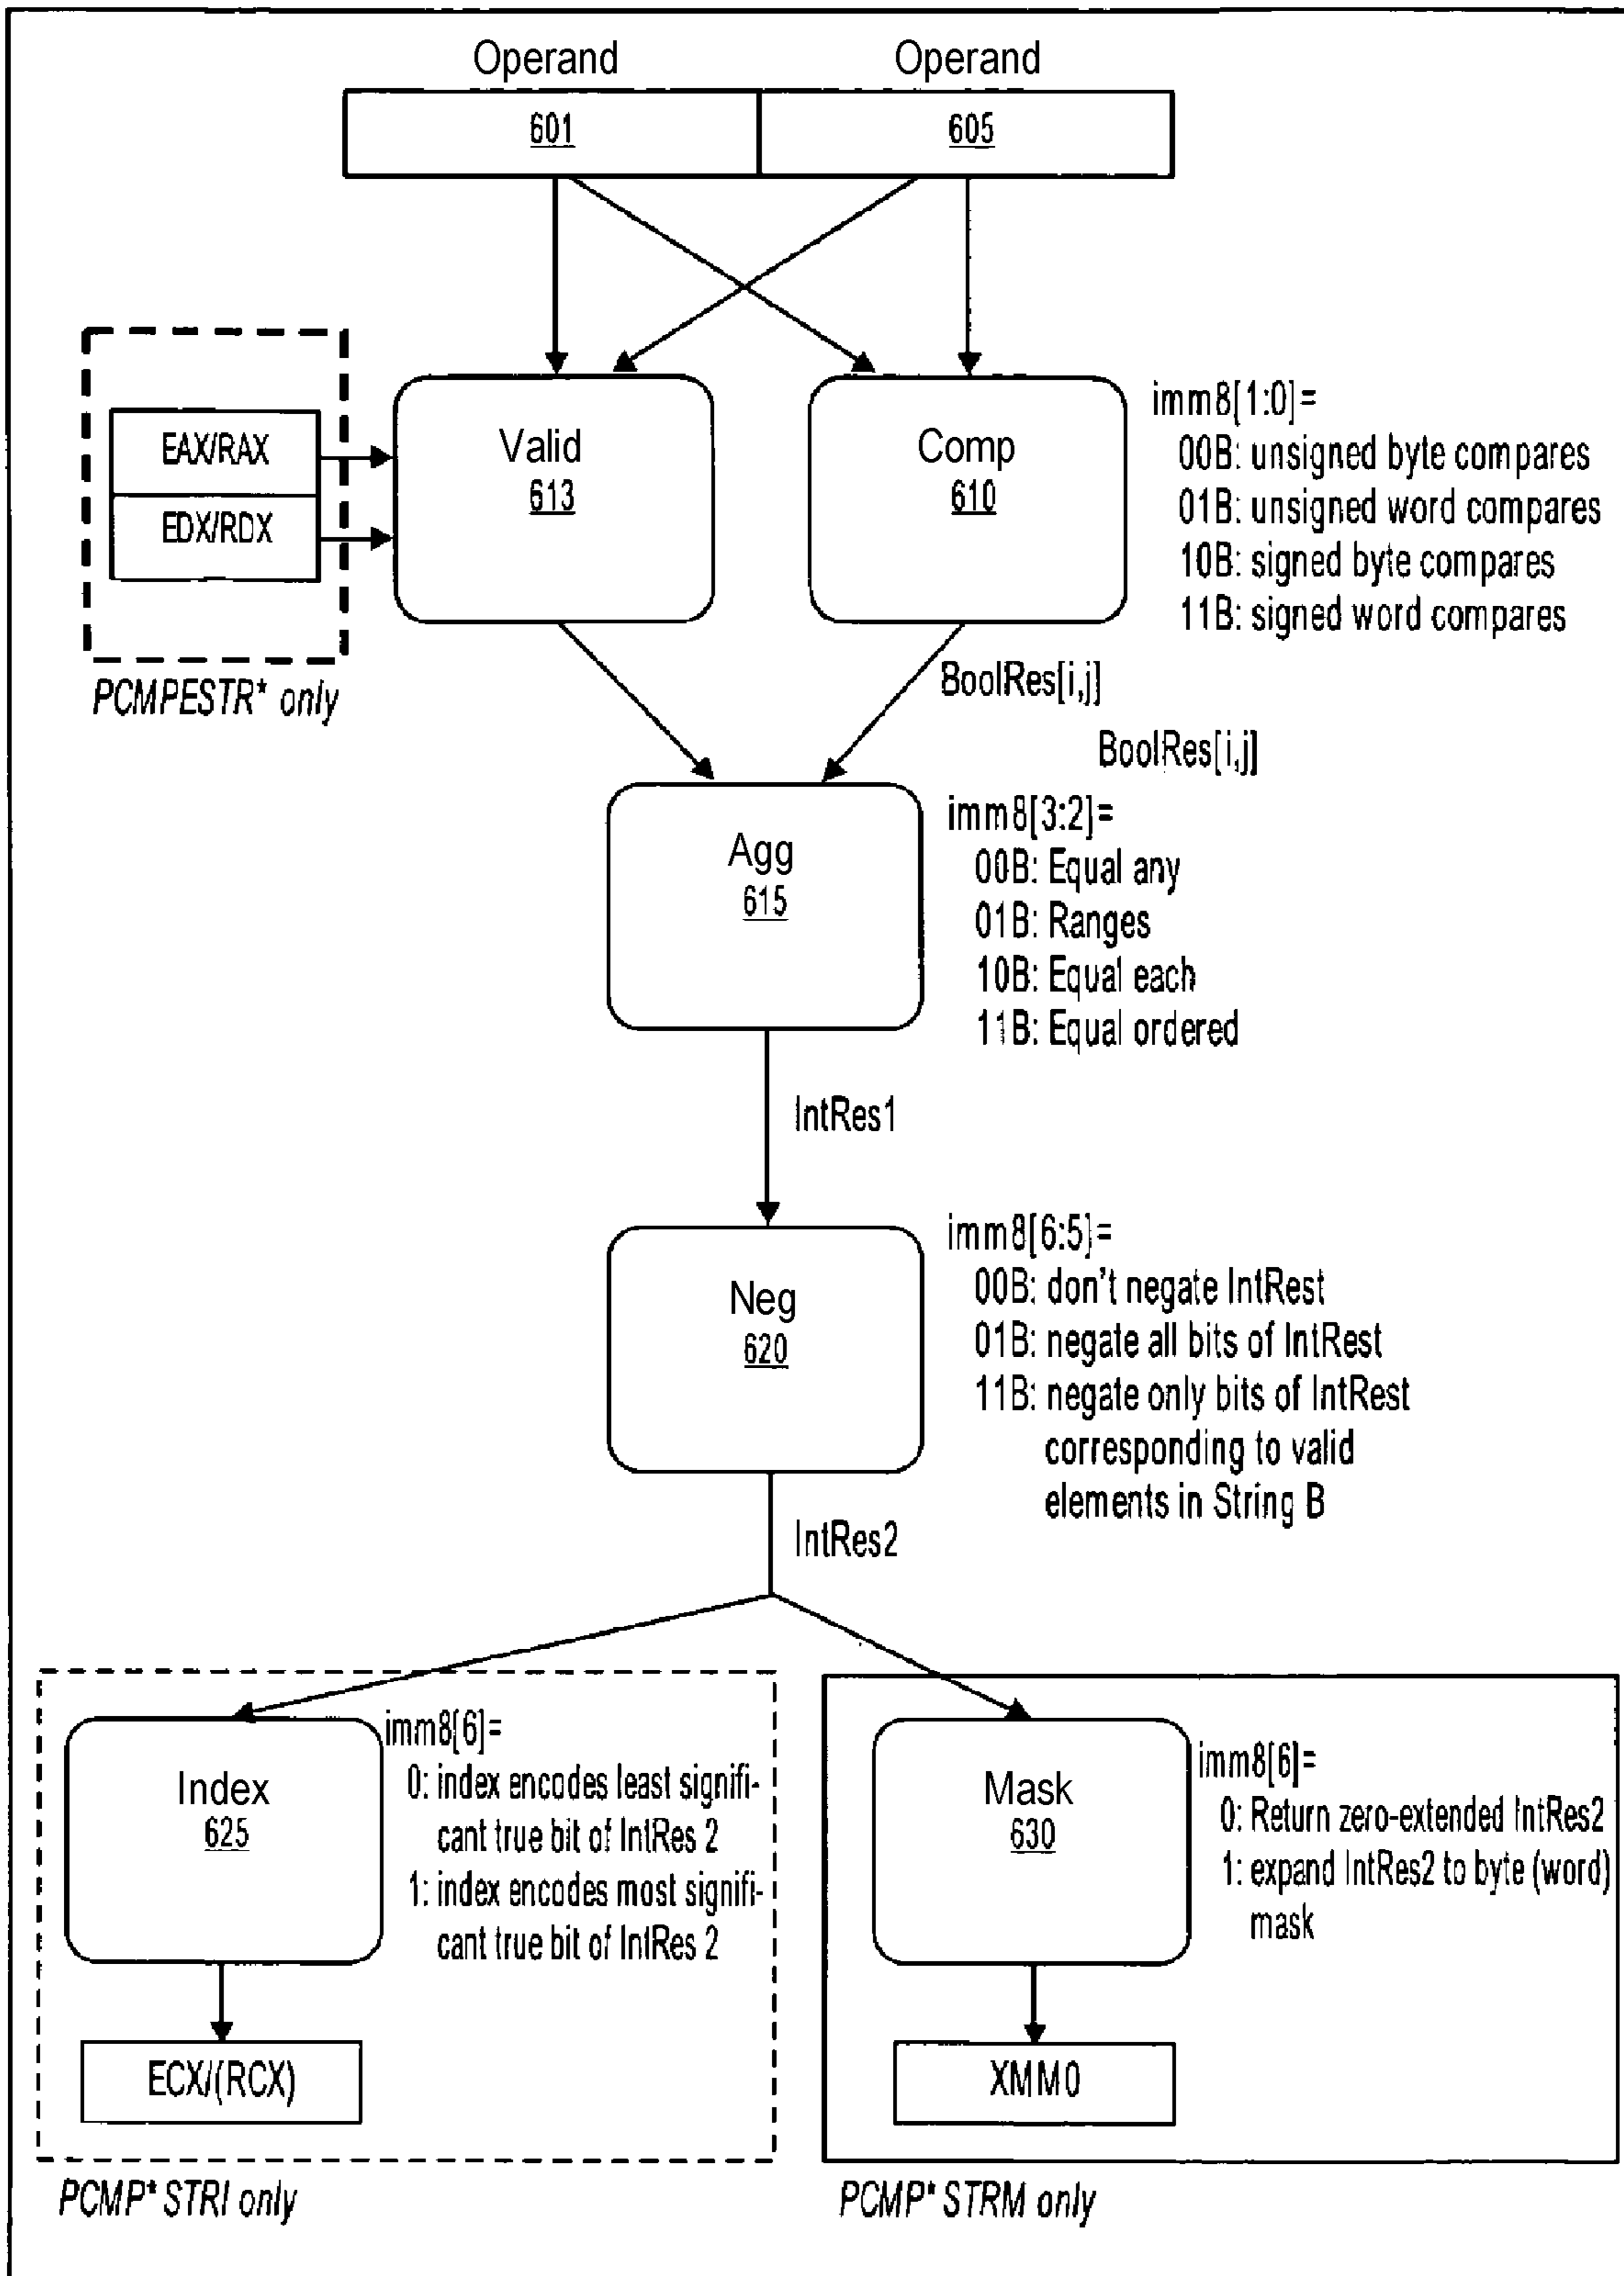 Operand Operand
601 605
EAX/RAX
EDX/RDX
PCMPESTR* only
Valid
613
Comp
610
imm8[1:0]=
00B: unsigned byte compares
01B: unsigned word compares
10B: signed byte compares
11B: signed word compares
BoolRes[i,j]
BoolRes[i,j]
Agg
615
imm8[3:2]=
00B: Equal any
01B: Ranges
10B: Equal each
11B: Equal ordered
IntRes1
Neg
620
imm8[6:5]=
00B: don't negate IntRest
01B: negate all bits of IntRest
11B: negate only bits of IntRest
corresponding to valid
elements in String B
IntRes2
Index
625
imm8[6]=
0: index encodes least signifi-
cant true bit of IntRes 2
1: index encodes most signifi-
cant true bit of IntRes 2
ECX/(RCX)
PCMP* STRI only
Mask
630
imm8[6]=
0: Return zero-extended IntRes2
1: expand IntRes2 to byte (word)
mask
XMM0
PCMP* STRM only